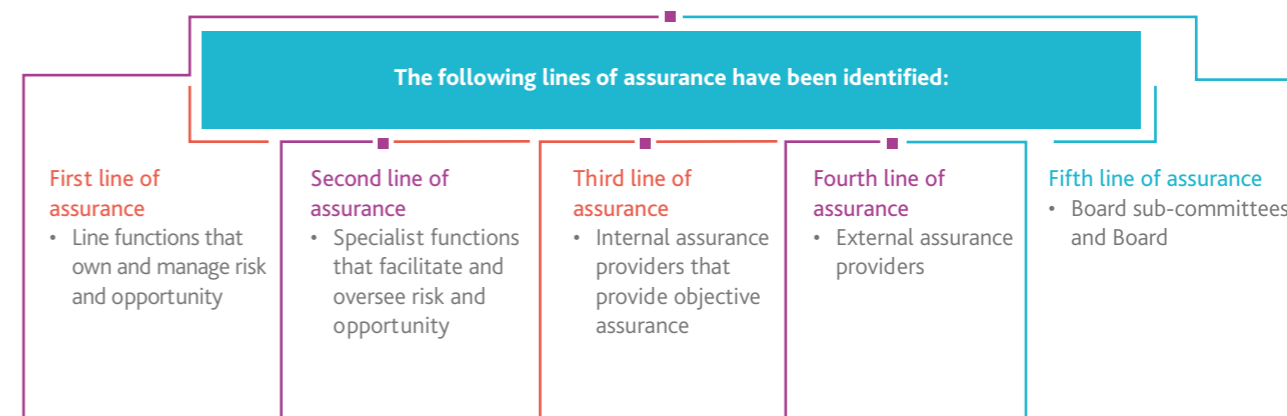 The following lines of assurance have been identified:
First line of
assurance
• Line functions that
own and manage risk
and opportunity
Second line of
assurance
• Specialist functions
that facilitate and
oversee risk and
opportunity
Third line of
assurance
• Internal assurance
providers that
provide objective
assurance
Fourth line of
assurance
• External assurance
providers
Fifth line of assurance
• Board sub-committees
and Board